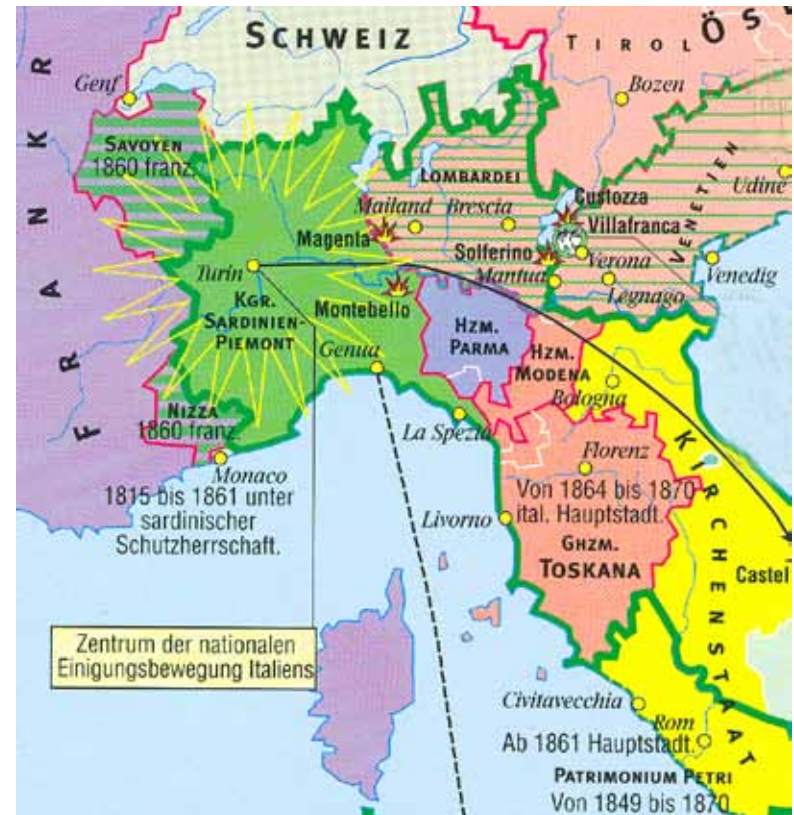 SCHWEIZ
TIROL
ÖS
Genf
Bozen
FRANKR
SAVOYEN
1860 franz.
LOMBARDEI
VENETIEN
Udine
Custozza
Mailand
Brescia
Villafranca
Magenta
Solferino
Verona
Venedig
Turin
Mantua
Legnago
KGR.
SARDINIEN-
PIEMONT
Montebello
HZM.
PARMA
HZM.
MODENA
Genua
Bologna
NIZZA
1860 franz.
La Spezia
KIRCHENSTAAT
Monaco
1815 bis 1861 unter
sardinischer
Schutzherrschaft.
Florenz
Von 1864 bis 1870
ital. Hauptstadt.
Livorno
GHZM.
TOSKANA
Castel
Zentrum der nationalen
Einigungsbewegung Italiens
Civitavecchia
Rom
Ab 1861 Hauptstadt.
PATRIMONIUM PETRI
Von 1849 bis 1870